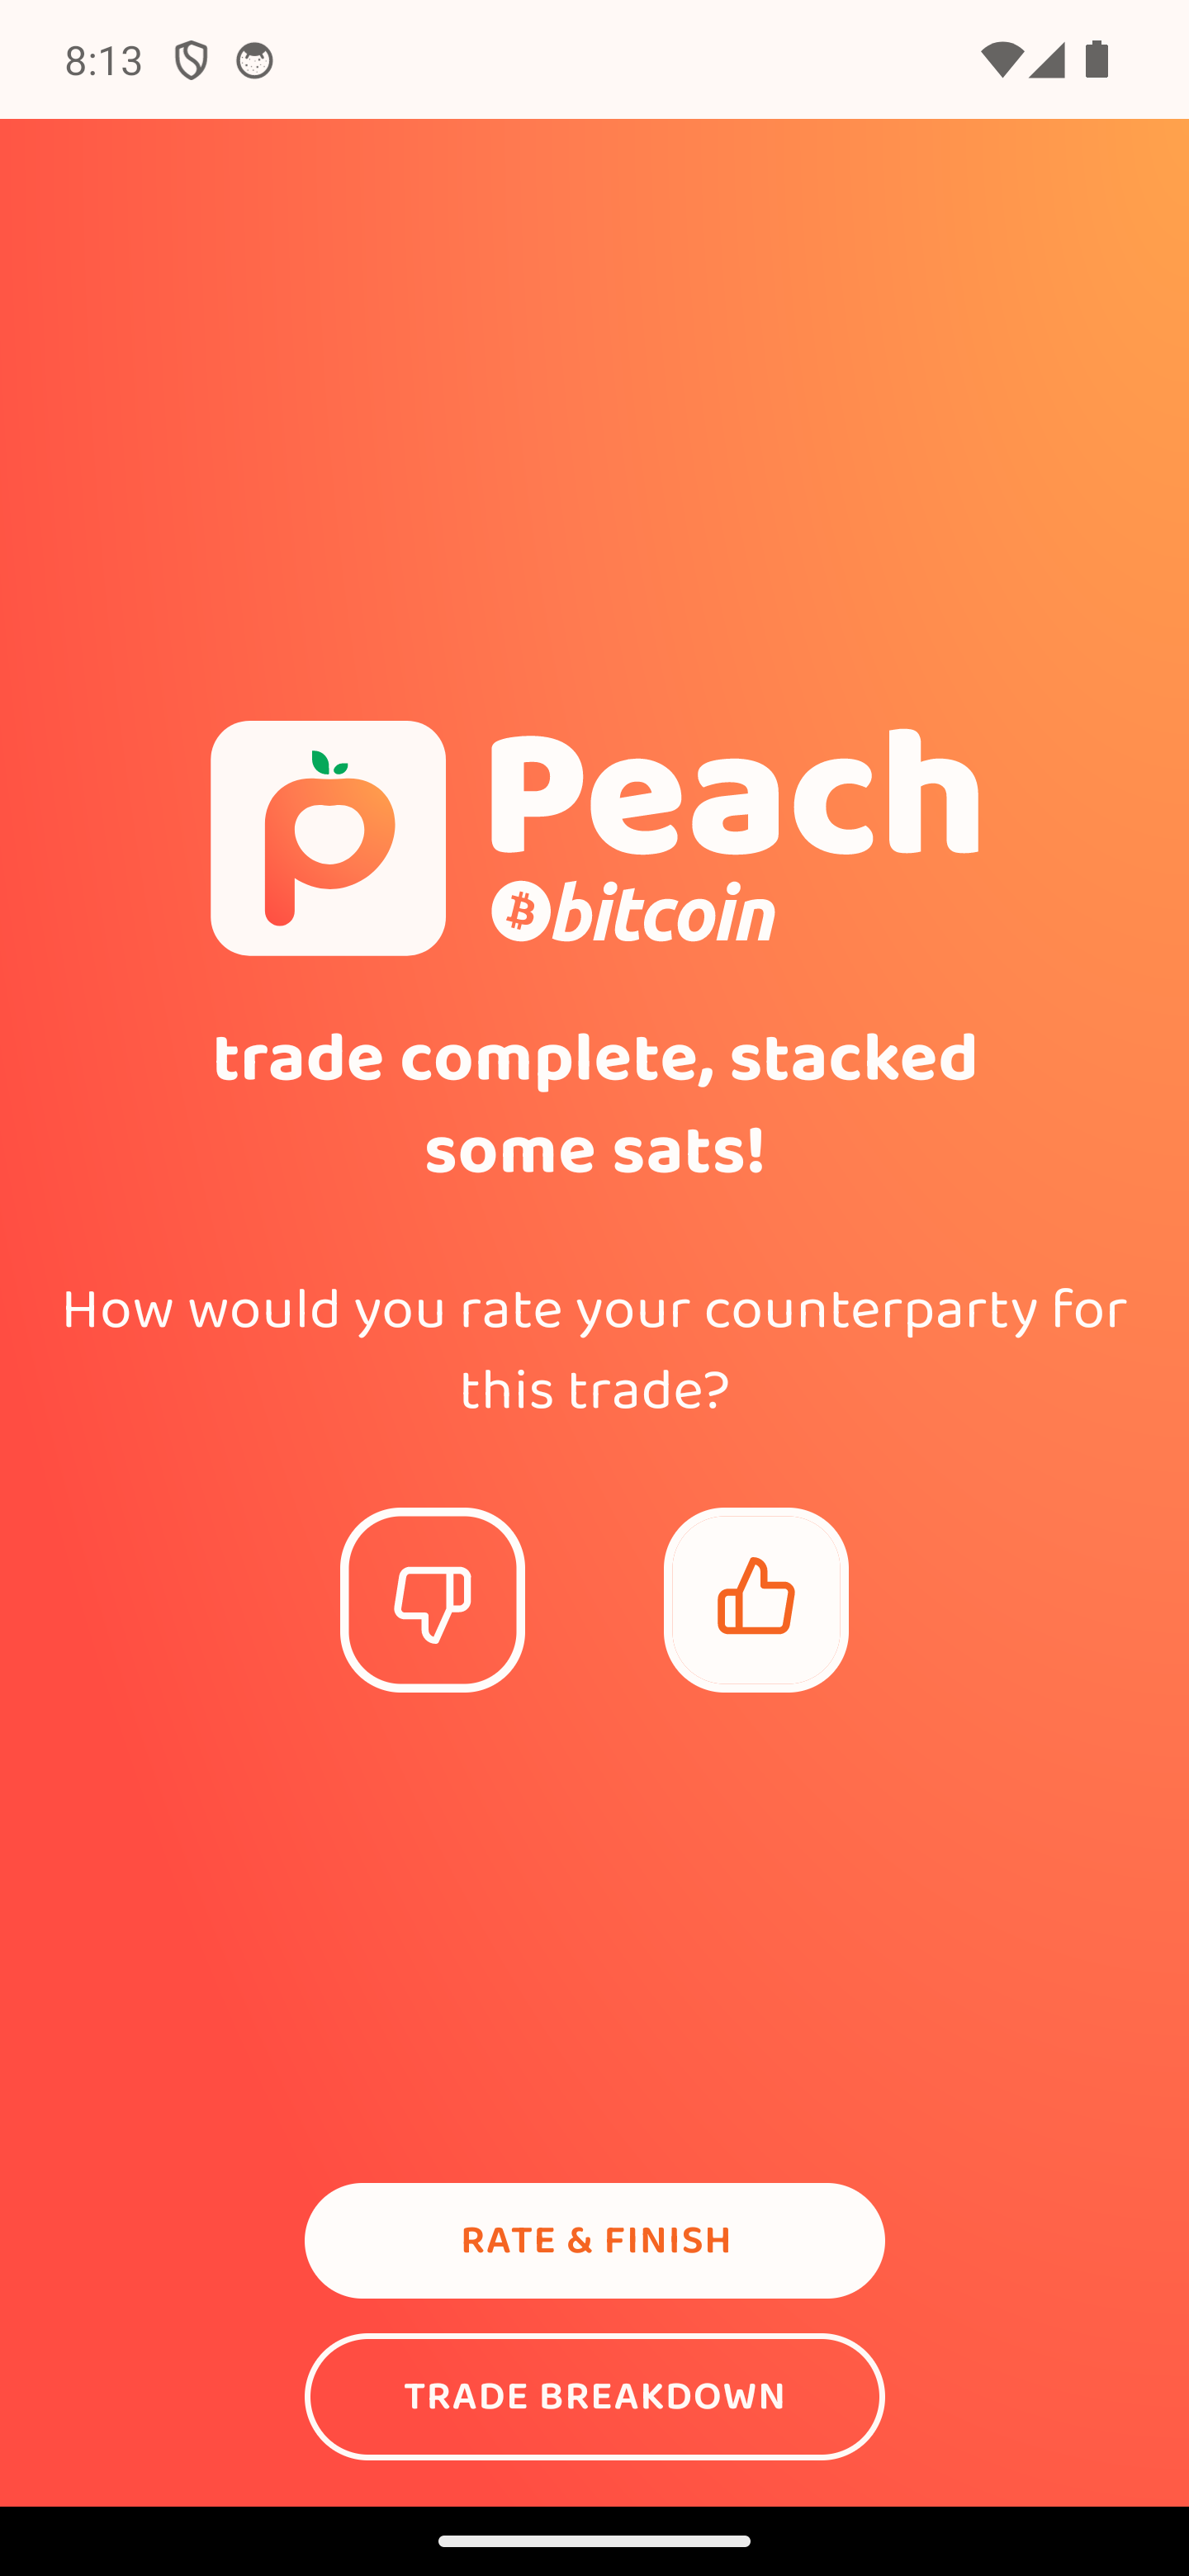 8:13
Peach
bitcoin
trade complete, stacked
some sats!
How would you rate your counterparty for
this trade?
RATE & FINISH
TRADE BREAKDOWN